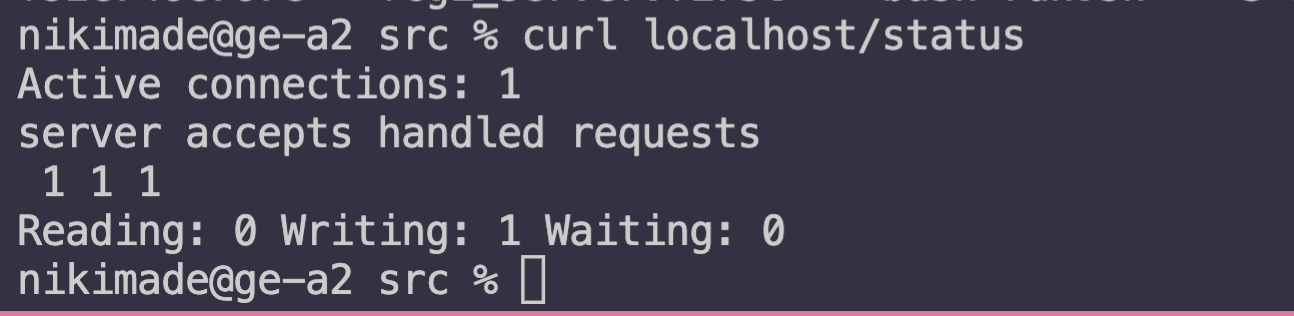 nikimade@ge-a2 src % curl localhost/status
Active connections: 1
server accepts handled requests
 1 1 1
Reading: 0 Writing: 1 Waiting: 0
nikimade@ge-a2 src %